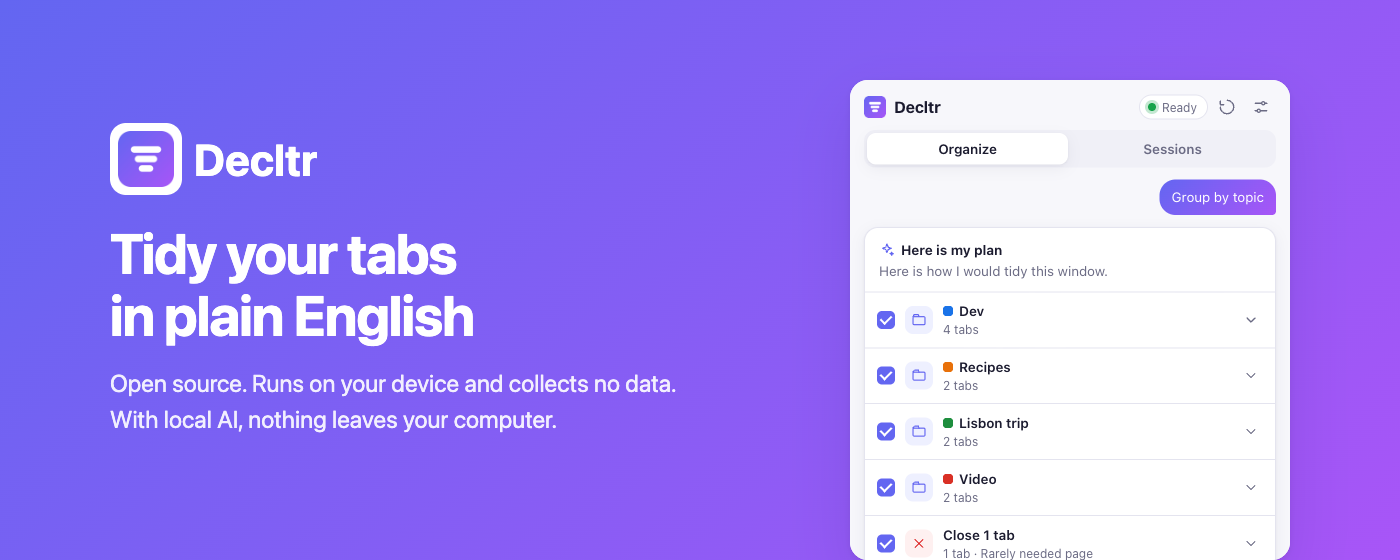 Decltr
Tidy your tabs
in plain English
Open source. Runs on your device and collects no data.
With local AI, nothing leaves your computer.
Decltr
Ready
Organize
Sessions
Group by topic
Here is my plan
Here is how I would tidy this window.
Dev
4 tabs
Recipes
2 tabs
Lisbon trip
2 tabs
Video
2 tabs
Close 1 tab
1 tab · Rarely needed page